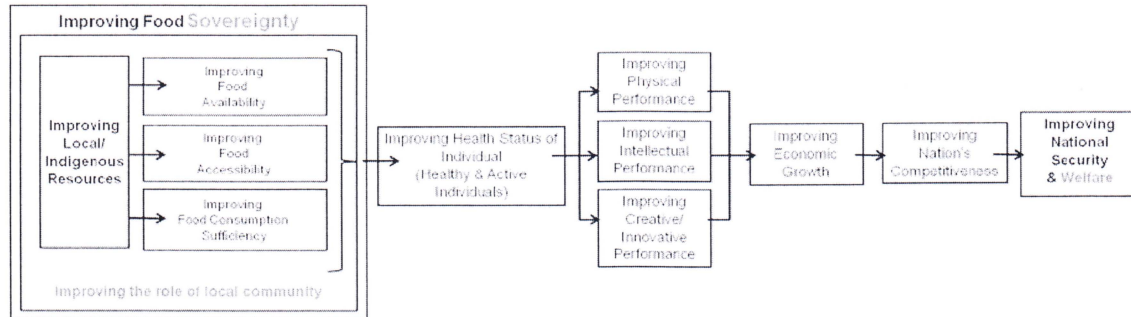 Improving Food Sovereignty
Improving
Local/
Indigenous
Resources
Improving
Food
Availability
Improving
Food
Accessibility
Improving
Food Consumption
Sufficiency
Improving the role of local community
Improving Health Status of
Individual
(Healthy & Active
Individuals)
Improving
Physical
Performance
Improving
Intellectual
Performance
Improving
Creative/
Innovative
Performance
Improving
Economic
Growth
Improving
Nation's
Competitiveness
Improving
National
Security
& Welfare